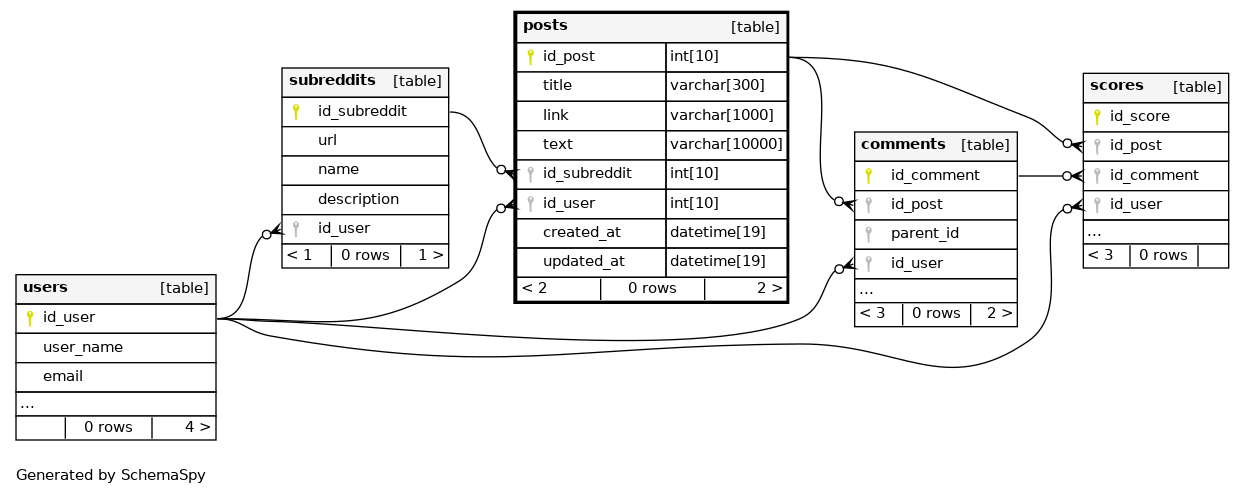 posts [table]
id_post int[10]
title varchar[300]
link varchar[1000]
text varchar[10000]
id_subreddit int[10]
id_user int[10]
created_at datetime[19]
updated_at datetime[19]
< 2 0 rows 2 >
subreddits [table]
id_subreddit
url
name
description
id_user
< 1 0 rows 1 >
scores [table]
id_score
id_post
id_comment
id_user
...
< 3 0 rows
comments [table]
id_comment
id_post
parent_id
id_user
...
< 3 0 rows 2 >
users [table]
id_user
user_name
email
...
0 rows 4 >
Generated by SchemaSpy